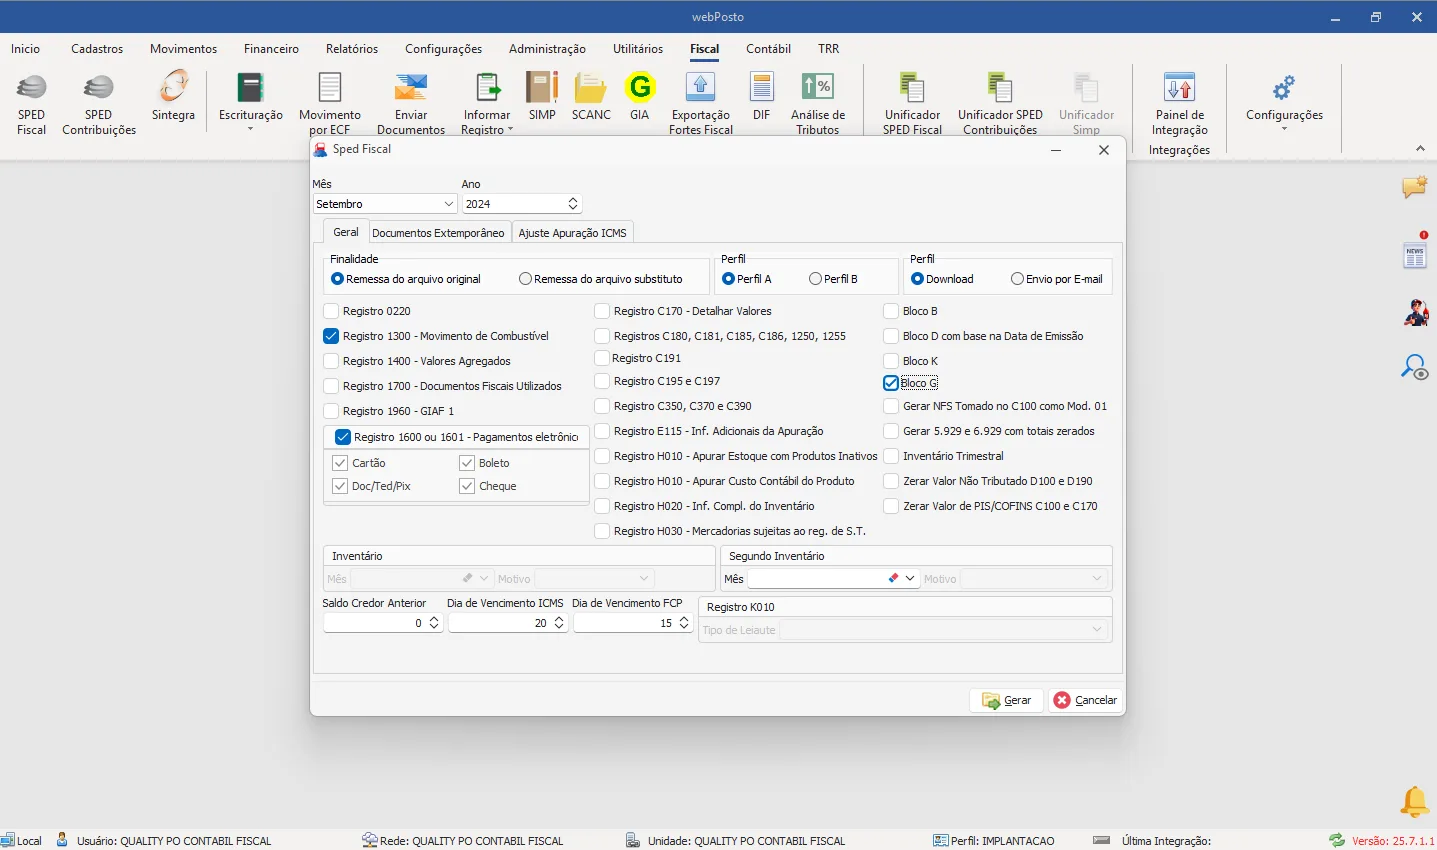 webPosto
Inicio Cadastros Movimentos Financeiro Relatórios Configurações Administração Utilitários Fiscal Contábil TRR
SPED Fiscal
SPED Contribuições
Sintegra
Escrituração
Movimento por ECF
Enviar Documentos
Informar Registro
SIMP
SCANC
G
GIA
Exportação Fortes Fiscal
DIF
%
Análise de Tributos
Unificador SPED Fiscal
Unificador SPED Contribuições
Unificador Simp
Painel de Integração
Integrações
Configurações
Sped Fiscal
Mês Ano
Setembro 2024
Geral Documentos Extemporâneo Ajuste Apuração ICMS
Finalidade Perfil Perfil
Remessa do arquivo original Remessa do arquivo substituto Perfil A Perfil B Download Envio por E-mail
Registro 0220
Registro 1300 - Movimento de Combustível
Registro 1400 - Valores Agregados
Registro 1700 - Documentos Fiscais Utilizados
Registro 1960 - GIAF 1
Registro 1600 ou 1601 - Pagamentos eletrônic
Cartão Boleto
Doc/Ted/Pix Cheque
Registro C170 - Detalhar Valores
Registros C180, C181, C185, C186, 1250, 1255
Registro C191
Registro C195 e C197
Registro C350, C370 e C390
Registro E115 - Inf. Adicionais da Apuração
Registro H010 - Apurar Estoque com Produtos Inativos
Registro H010 - Apurar Custo Contábil do Produto
Registro H020 - Inf. Compl. do Inventário
Registro H030 - Mercadorias sujeitas ao reg. de S.T.
Bloco B
Bloco D com base na Data de Emissão
Bloco K
Bloco G
Gerar NFS Tomado no C100 como Mod. 01
Gerar 5.929 e 6.929 com totais zerados
Inventário Trimestral
Zerar Valor Não Tributado D100 e D190
Zerar Valor de PIS/COFINS C100 e C170
Inventário
Mês Motivo
Segundo Inventário
Mês Motivo
Saldo Credor Anterior Dia de Vencimento ICMS Dia de Vencimento FCP
0 20 15
Registro K010
Tipo de Leiaute
Gerar Cancelar
NEWS
Local Usuário: QUALITY PO CONTABIL FISCAL Rede: QUALITY PO CONTABIL FISCAL Unidade: QUALITY PO CONTABIL FISCAL Perfil: IMPLANTACAO Última Integração: Versão: 25.7.1.1